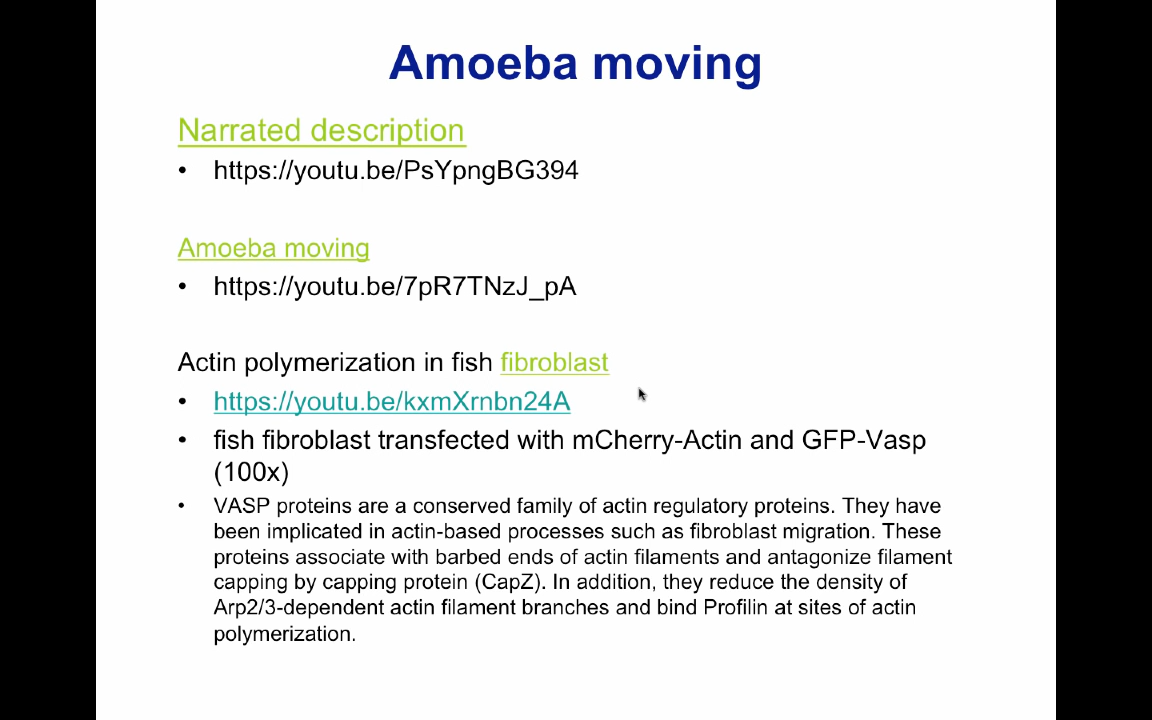 Amoeba moving
Narrated description
• https://youtu.be/PsYpngBG394
Amoeba moving
• https://youtu.be/7pR7TNzJ_pA
Actin polymerization in fish fibroblast
• https://youtu.be/kxmXrnbn24A
• fish fibroblast transfected with mCherry-Actin and GFP-Vasp
(100x)
• VASP proteins are a conserved family of actin regulatory proteins. They have
been implicated in actin-based processes such as fibroblast migration. These
proteins associate with barbed ends of actin filaments and antagonize filament
capping by capping protein (CapZ). In addition, they reduce the density of
Arp2/3-dependent actin filament branches and bind Profilin at sites of actin
polymerization.